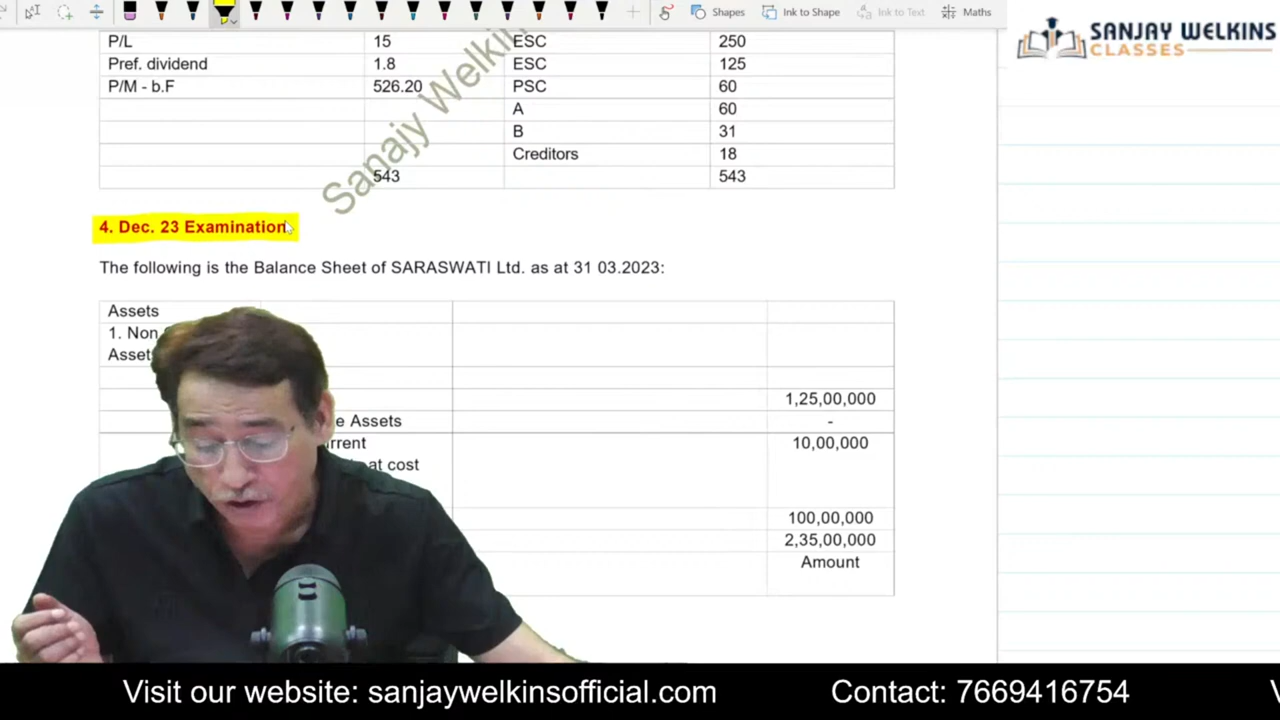 Shapes
Ink to Shape
Ink to Text
Maths
SANJAY WELKINS
CLASSES
P/L 15 ESC 250
Pref. dividend 1.8 ESC 125
P/M - b.F 526.20 PSC 60
A 60
B 31
Creditors 18
543 543
Sanajy Welkin
4. Dec. 23 Examination
The following is the Balance Sheet of SARASWATI Ltd. as at 31 03.2023:
Assets
1. Non
Asset
1,25,00,000
e Assets -
rrent 10,00,000
at cost
100,00,000
2,35,00,000
Amount
Visit our website: sanjaywelkinsofficial.com Contact: 7669416754